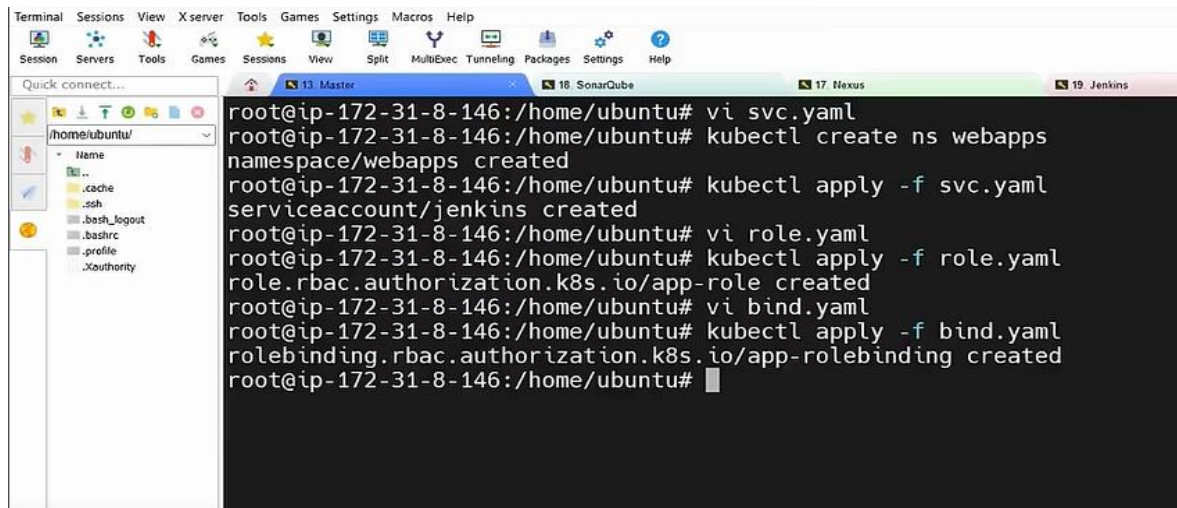 Terminal Sessions View X server Tools Games Settings Macros Help
Session Servers Tools Games Sessions View Split MultiExec Tunneling Packages Settings Help
Quick connect...
13. Master
18. SonarQube
17. Nexus
19. Jenkins
/home/ubuntu/
Name
..
.cache
.ssh
.bash_logout
.bashrc
.profile
.Xauthority
root@ip-172-31-8-146:/home/ubuntu# vi svc.yaml
root@ip-172-31-8-146:/home/ubuntu# kubectl create ns webapps
namespace/webapps created
root@ip-172-31-8-146:/home/ubuntu# kubectl apply -f svc.yaml
serviceaccount/jenkins created
root@ip-172-31-8-146:/home/ubuntu# vi role.yaml
root@ip-172-31-8-146:/home/ubuntu# kubectl apply -f role.yaml
role.rbac.authorization.k8s.io/app-role created
root@ip-172-31-8-146:/home/ubuntu# vi bind.yaml
root@ip-172-31-8-146:/home/ubuntu# kubectl apply -f bind.yaml
rolebinding.rbac.authorization.k8s.io/app-rolebinding created
root@ip-172-31-8-146:/home/ubuntu#